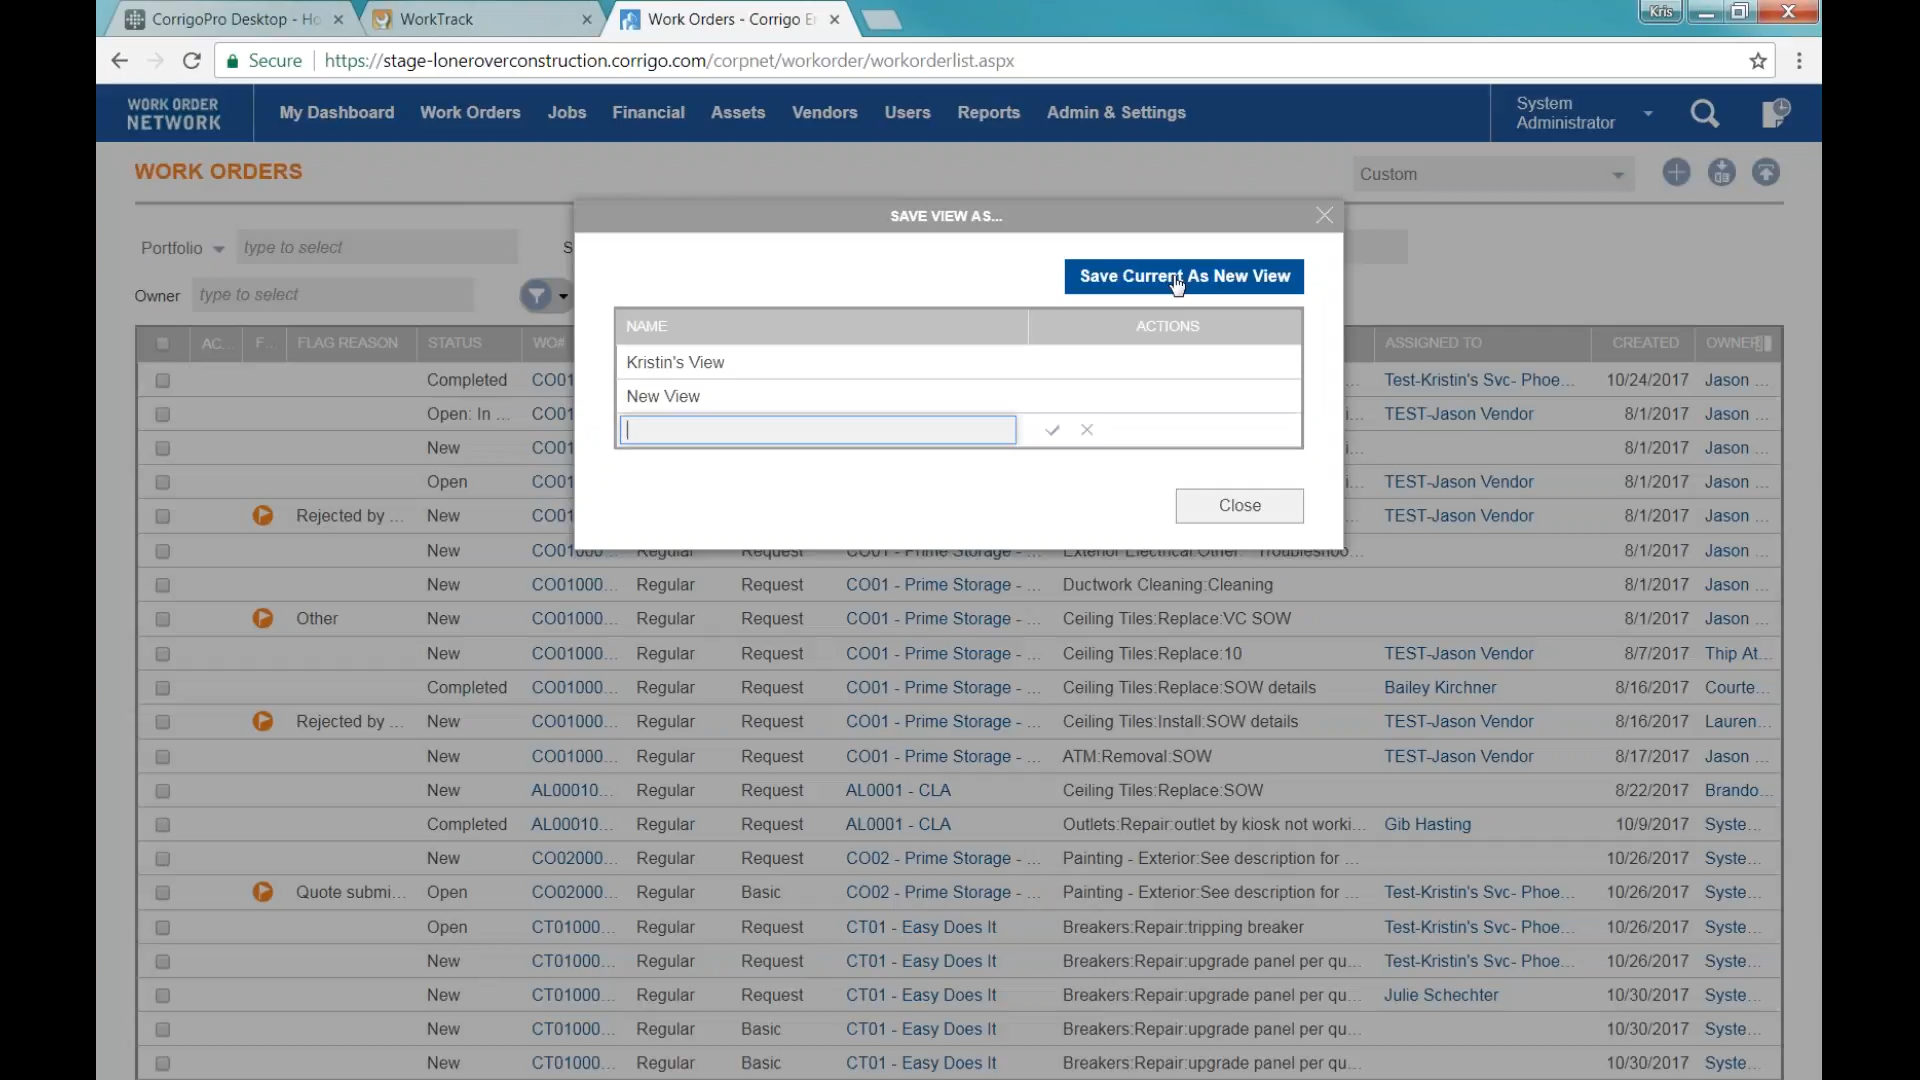 CorrigoPro Desktop - Ho
WorkTrack
Work Orders - Corrigo E
Kris
Secure
https://stage-loneroverconstruction.corrigo.com/corpnet/workorder/workorderlist.aspx
WORK ORDER
NETWORK
My Dashboard Work Orders Jobs Financial Assets Vendors Users Reports Admin & Settings
System
Administrator
WORK ORDERS
Custom
SAVE VIEW AS...
Portfolio type to select S
Owner type to select
Save Current As New View
NAME ACTIONS
Kristin's View
New View
Close
AC... F... FLAG REASON STATUS WO# ASSIGNED TO CREATED OWNER
Completed CO01 Test-Kristin's Svc- Phoe... 10/24/2017 Jason ...
Open: In ... CO01 TEST-Jason Vendor 8/1/2017 Jason ...
New CO01 8/1/2017 Jason ...
Open CO01 TEST-Jason Vendor 8/1/2017 Jason ...
Rejected by ... New CO01 TEST-Jason Vendor 8/1/2017 Jason ...
New CO01000... Regular Request CO01 - Prime Storage - ... Exterior Electrical:Other: Troubleshoo... 8/1/2017 Jason ...
New CO01000... Regular Request CO01 - Prime Storage - ... Ductwork Cleaning:Cleaning 8/1/2017 Jason ...
Other New CO01000... Regular Request CO01 - Prime Storage - ... Ceiling Tiles:Replace:VC SOW 8/1/2017 Jason ...
New CO01000... Regular Request CO01 - Prime Storage - ... Ceiling Tiles:Replace:10 TEST-Jason Vendor 8/7/2017 Thip At...
Completed CO01000... Regular Request CO01 - Prime Storage - ... Ceiling Tiles:Replace:SOW details Bailey Kirchner 8/16/2017 Courte...
Rejected by ... New CO01000... Regular Request CO01 - Prime Storage - ... Ceiling Tiles:Install:SOW details TEST-Jason Vendor 8/16/2017 Lauren...
New CO01000... Regular Request CO01 - Prime Storage - ... ATM:Removal:SOW TEST-Jason Vendor 8/17/2017 Jason ...
New AL00010... Regular Request AL0001 - CLA Ceiling Tiles:Replace:SOW 8/22/2017 Brando...
Completed AL00010... Regular Request AL0001 - CLA Outlets:Repair:outlet by kiosk not worki... Gib Hasting 10/9/2017 Syste...
New CO02000... Regular Request CO02 - Prime Storage - ... Painting - Exterior:See description for ... 10/26/2017 Syste...
Quote submi... Open CO02000... Regular Basic CO02 - Prime Storage - ... Painting - Exterior:See description for ... Test-Kristin's Svc- Phoe... 10/26/2017 Syste...
Open CT01000... Regular Request CT01 - Easy Does It Breakers:Repair:tripping breaker Test-Kristin's Svc- Phoe... 10/26/2017 Syste...
New CT01000... Regular Request CT01 - Easy Does It Breakers:Repair:upgrade panel per qu... Test-Kristin's Svc- Phoe... 10/26/2017 Syste...
New CT01000... Regular Request CT01 - Easy Does It Breakers:Repair:upgrade panel per qu... Julie Schechter 10/30/2017 Syste...
New CT01000... Regular Basic CT01 - Easy Does It Breakers:Repair:upgrade panel per qu... 10/30/2017 Syste...
New CT01000... Regular Basic CT01 - Easy Does It Breakers:Repair:upgrade panel per qu... 10/30/2017 Syste...